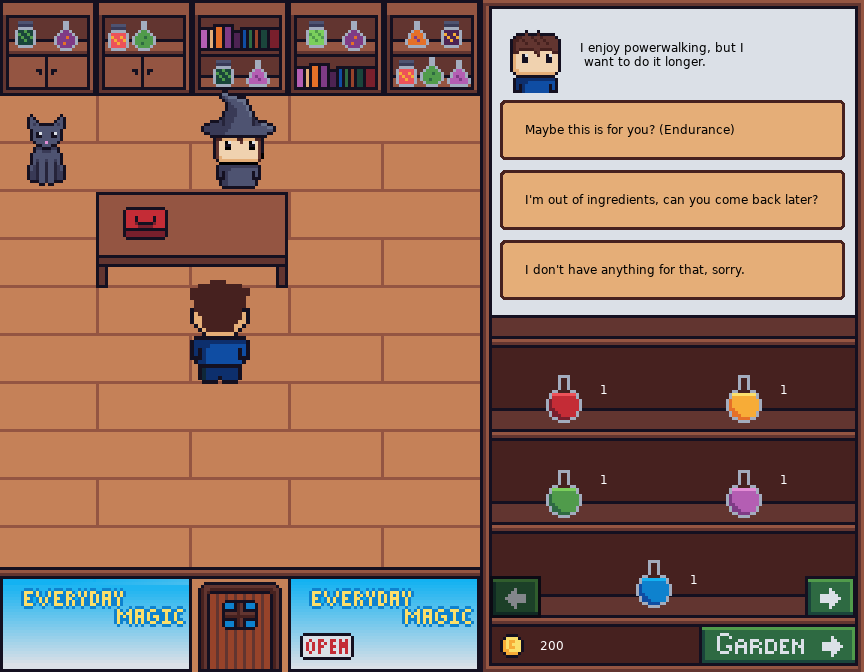 I enjoy powerwalking, but I
want to do it longer.
Maybe this is for you? (Endurance)
I'm out of ingredients, can you come back later?
I don't have anything for that, sorry.
1
1
1
1
1
200
GARDEN
EVERYDAY
MAGIC
EVERYDAY
MAGIC
OPEN